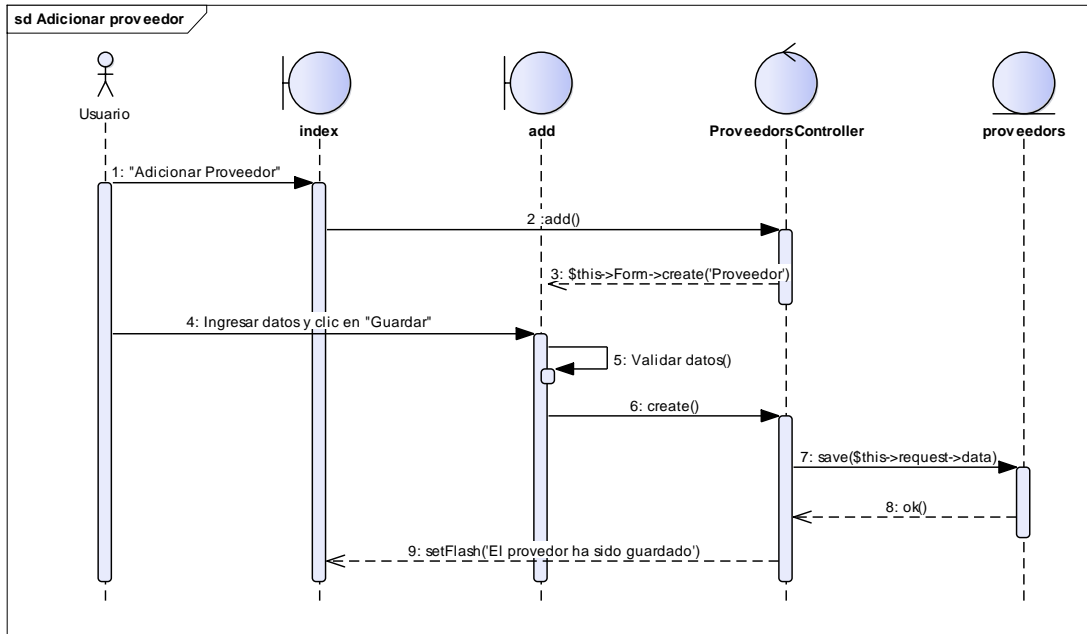 sd Adicionar proveedor
Usuario
index
add
ProveedorsController
proveedors
1: "Adicionar Proveedor"
2 :add()
3: $this->Form->create('Proveedor')
4: Ingresar datos y clic en "Guardar"
5: Validar datos()
6: create()
7: save($this->request->data)
8: ok()
9: setFlash('El provedor ha sido guardado')